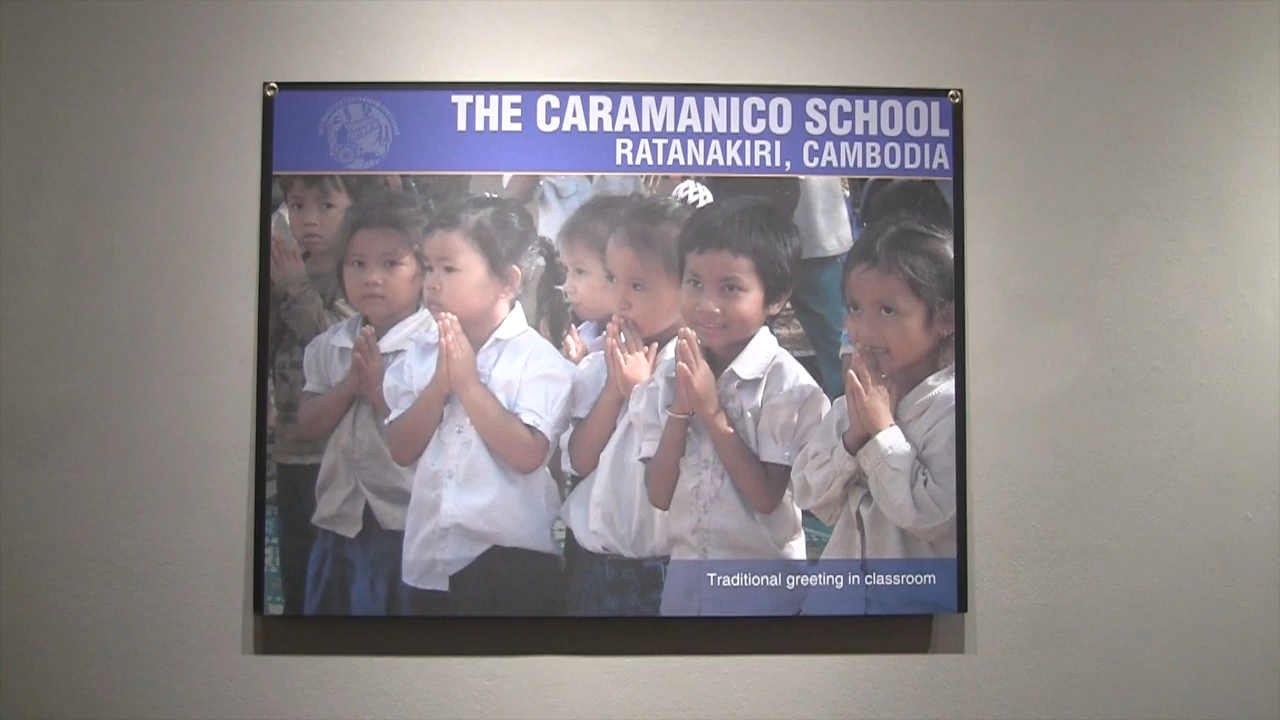 THE CARAMANICO SCHOOL
RATANAKIRI, CAMBODIA
Traditional greeting in classroom